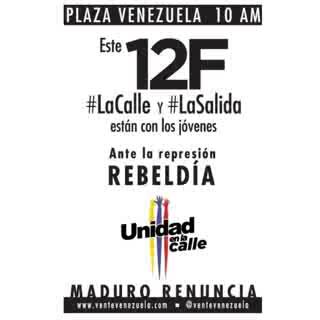 PLAZA VENEZUELA 10 AM
Este 12F
#LaCalle y #LaSalida
están con los jóvenes
Ante la represión
REBELDÍA
Unidad
en la
calle
MADURO RENUNCIA
www.ventevenezuela.com - @ventevenezuela